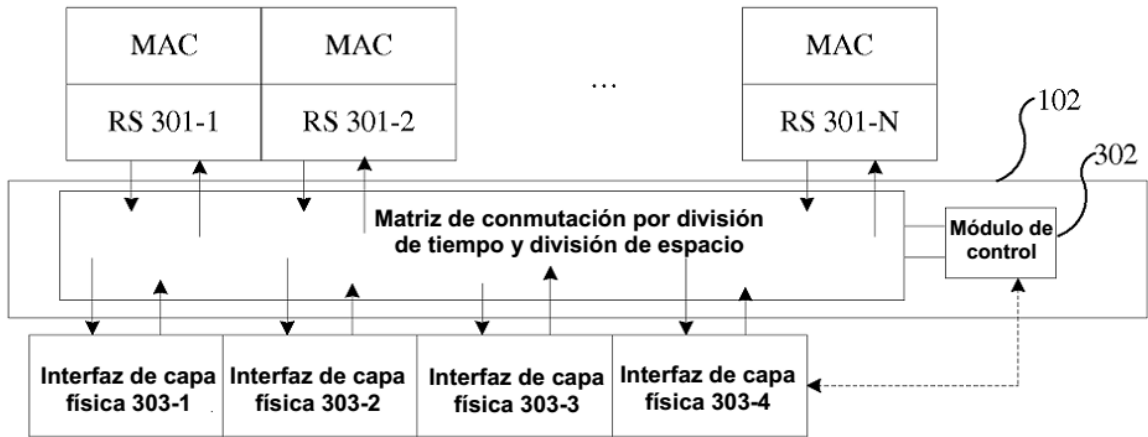 MAC
MAC
MAC
RS 301-1
RS 301-2
...
RS 301-N
102
302
Matriz de conmutación por división
de tiempo y división de espacio
Módulo de
control
Interfaz de capa
física 303-1
Interfaz de capa
física 303-2
Interfaz de capa
física 303-3
Interfaz de capa
física 303-4